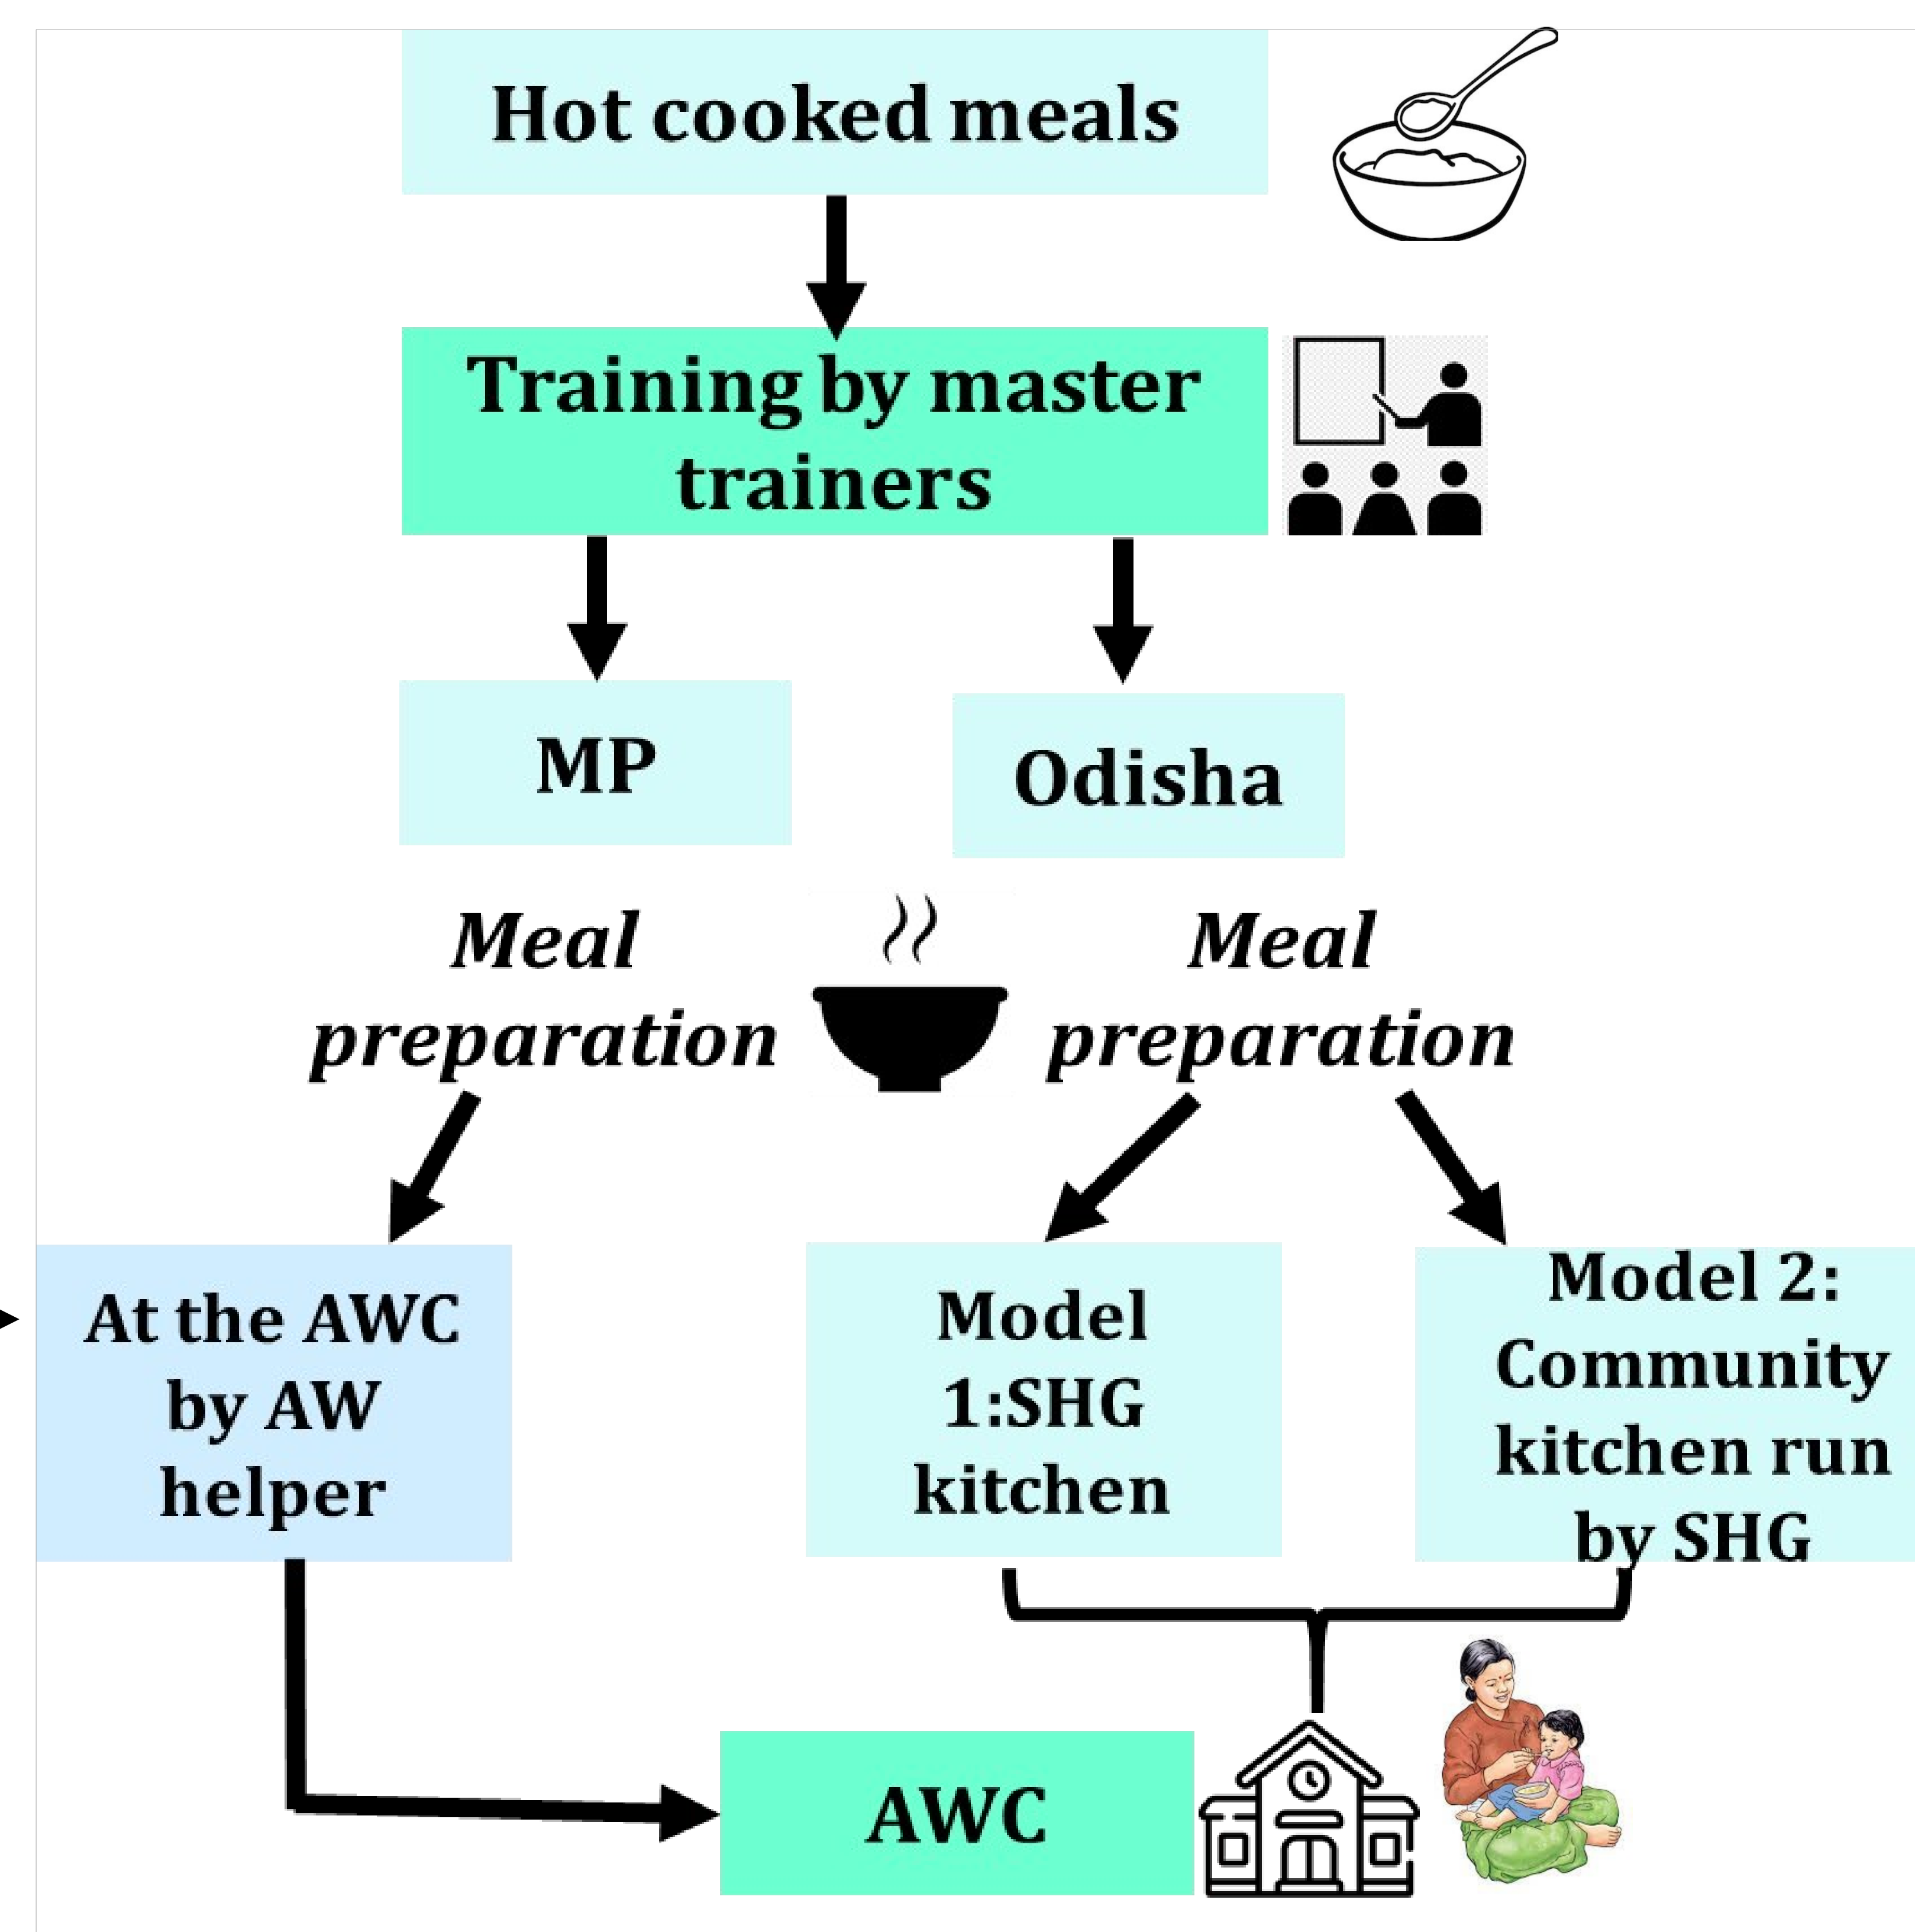 Hot cooked meals
Training by master
trainers
MP
Odisha
Meal
preparation
Meal
preparation
At the AWC
by AW
helper
Model
1:SHG
kitchen
Model 2:
Community
kitchen run
by SHG
AWC